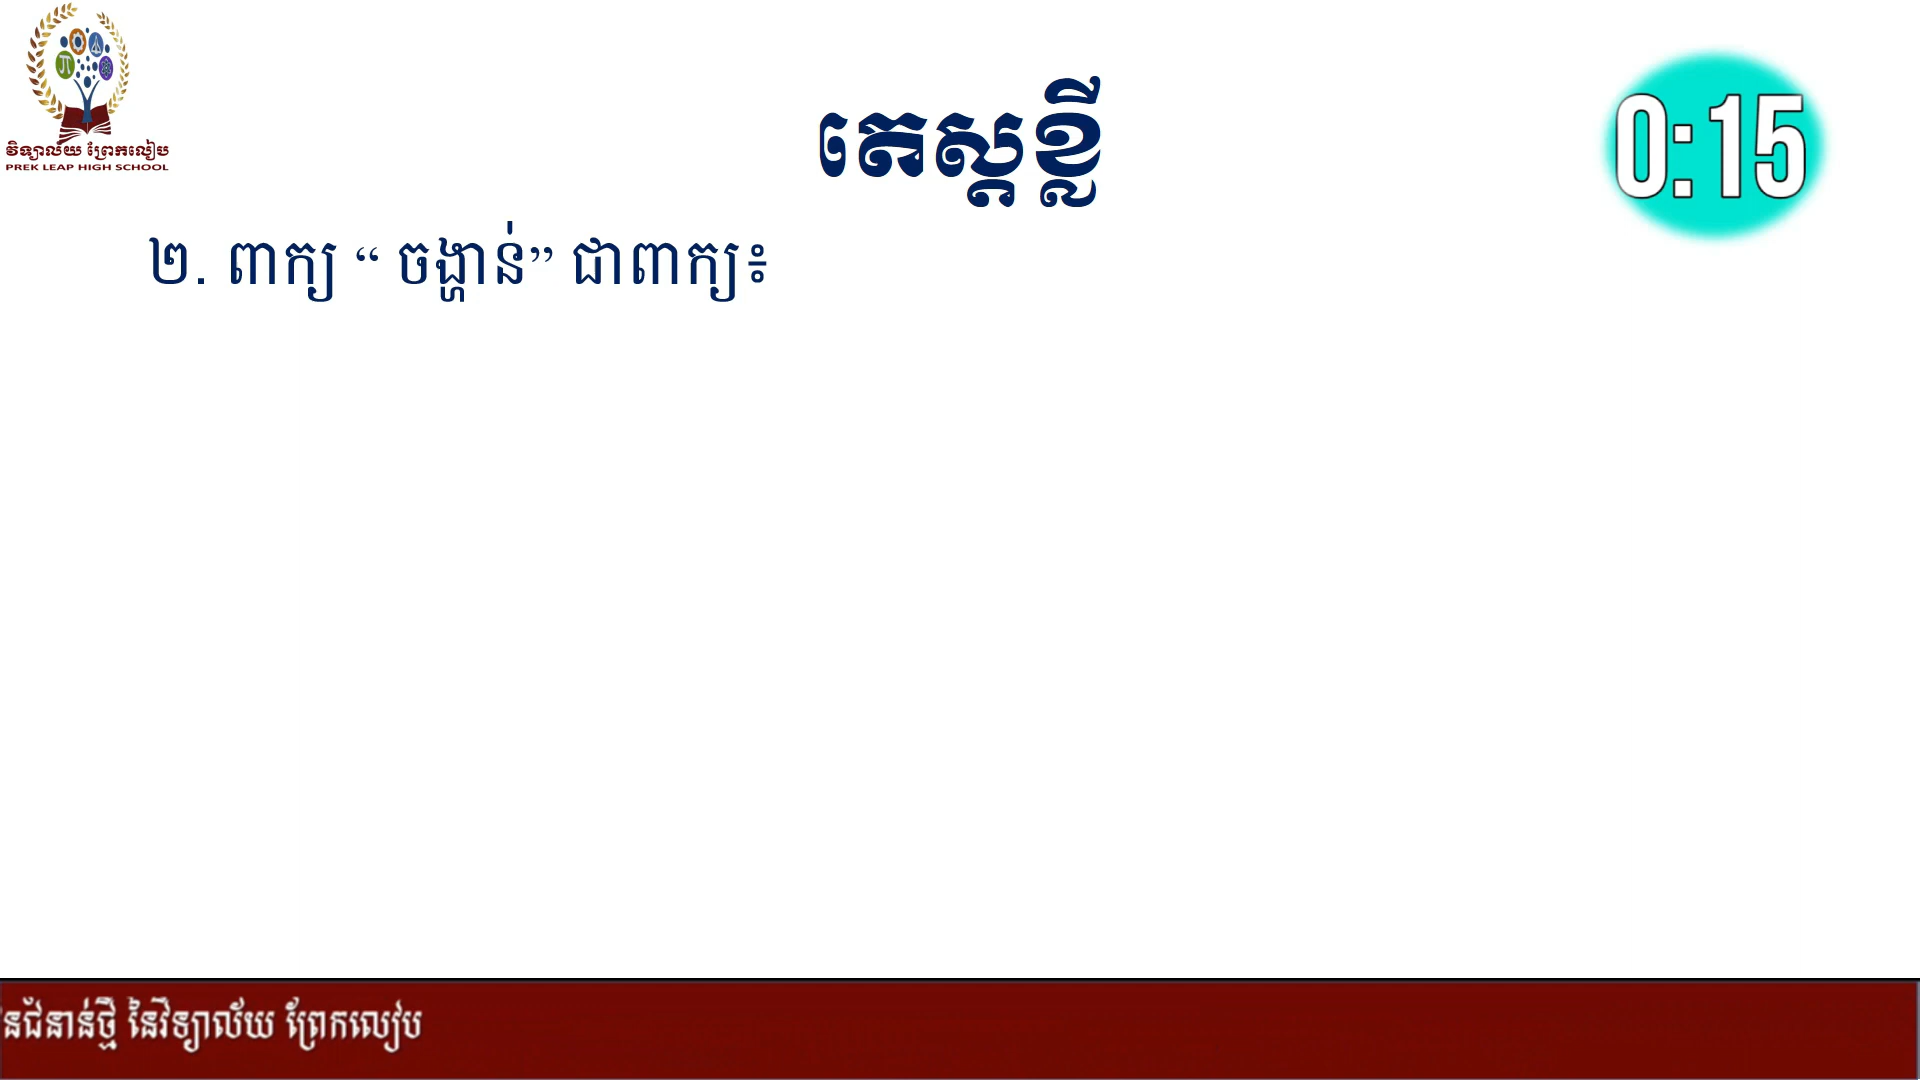 វិទ្យាល័យ ព្រែកលៀប
PREK LEAP HIGH SCHOOL
តេស្តខ្លី
0:15
២. ពាក្យ “ ចង្ហាន់” ជាពាក្យ៖
នជំនាន់ថ្មី នៃវិទ្យាល័យ ព្រែកលៀប